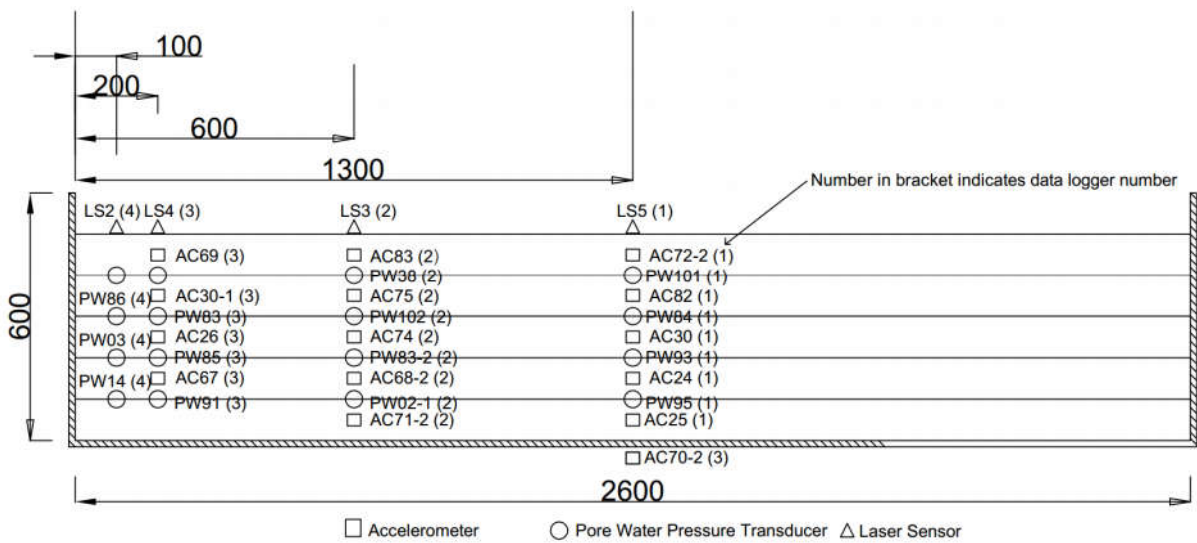 100
200
600
1300
Number in bracket indicates data logger number
LS2 (4) LS4 (3) LS3 (2) LS5 (1)
AC69 (3) AC83 (2) AC72-2 (1)
PW38 (2) PW101 (1)
PW86 (4) AC30-1 (3) AC75 (2) AC82 (1)
600
PW83 (3) PW102 (2) PW84 (1)
PW03 (4) AC26 (3) AC74 (2) AC30 (1)
PW85 (3) PW83-2 (2) PW93 (1)
PW14 (4) AC67 (3) AC68-2 (2) AC24 (1)
PW91 (3) PW02-1 (2) PW95 (1)
AC71-2 (2) AC25 (1)
AC70-2 (3)
2600
Accelerometer Pore Water Pressure Transducer Laser Sensor